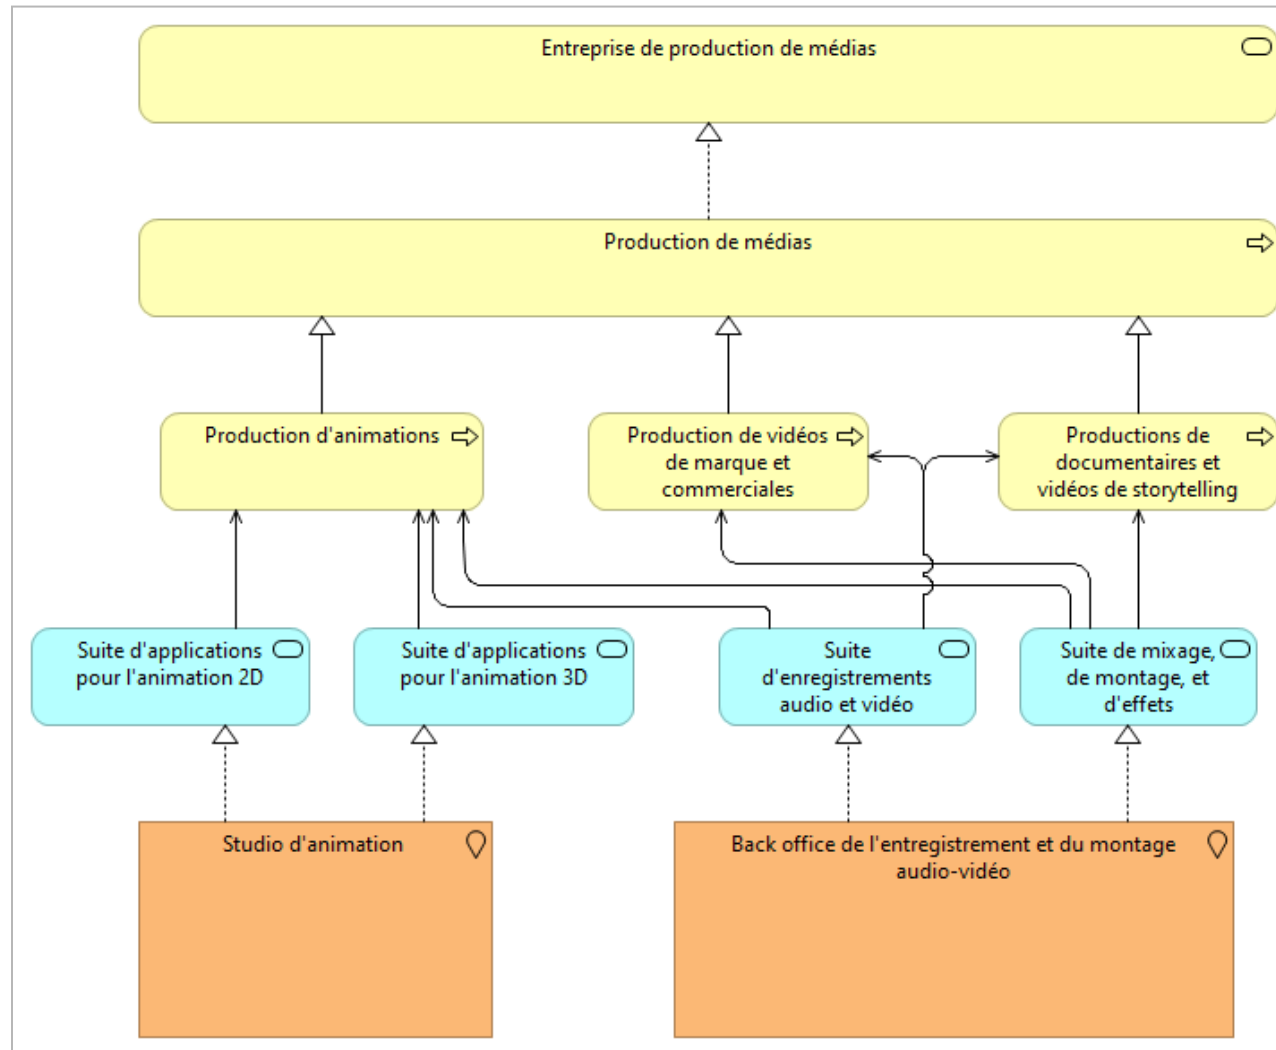 Entreprise de production de médias
Production de médias
Production d'animations
Production de vidéos
de marque et
commerciales
Productions de
documentaires et
vidéos de storytelling
Suite d'applications
pour l'animation 2D
Suite d'applications
pour l'animation 3D
Suite
d'enregistrements
audio et vidéo
Suite de mixage,
de montage, et
d'effets
Studio d'animation
Back office de l'entregistrement et du montage
audio-vidéo